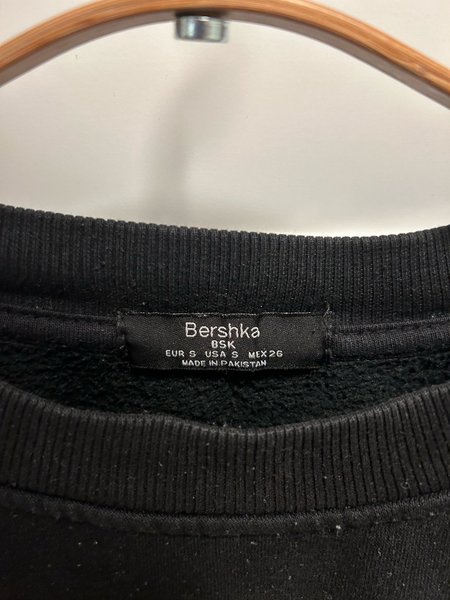 Bershka
BSK
EUR S USA S MEX 26
MADE IN PAKISTAN